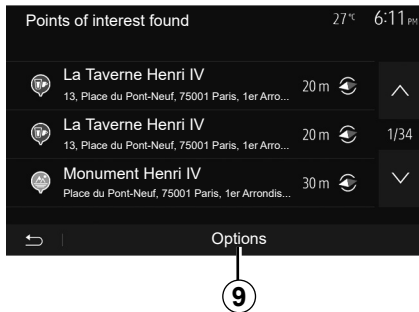 Points of interest found 27 °C 6:11 PM
La Taverne Henri IV
13, Place du Pont-Neuf, 75001 Paris, 1er Arro... 20 m
La Taverne Henri IV
13, Place du Pont-Neuf, 75001 Paris, 1er Arro... 20 m 1/34
Monument Henri IV
Place du Pont-Neuf, 75001 Paris, 1er Arrondis... 30 m
Options
9